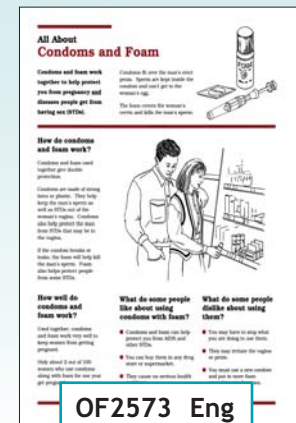 All About
Condoms and Foam
Condoms and foam work
together to help protect
you from pregnancy and
diseases people get from
having sex (STDs).
Condoms fit over the man's erect
penis. Sperm are kept inside the
condom and can't get to the
woman's egg.
The foam covers the woman's
cervix and kills the man's sperm.
FOAM
How do condoms
and foam work?
Condoms and foam used
together give double
protection.
Condoms are made of strong
latex or plastic. They help
keep the man's sperm as
well as STDs out of the
woman's vagina. Condoms
also help protect the man
from STDs that may be in
the vagina.
If the condom breaks or
leaks, the foam will help kill
the man's sperm. Foam
also helps protect people
from some STDs.
How well do
condoms and
foam work?
Used together, condoms
and foam work very well to
keep women from getting
pregnant.
Only about 5 out of 100
women who use condoms
along with foam for one year
get
What do some people
like about using
condoms with foam?
Condoms and foam can help
protect you from AIDS and
other STDs.
You can buy them in any drug
store or supermarket.
They cause no serious health
What do some people
dislike about using
them?
You may have to stop what
you are doing to use them.
They may irritate the vagina
or penis.
You must use a new condom
and put in more foam
OF2573 Eng